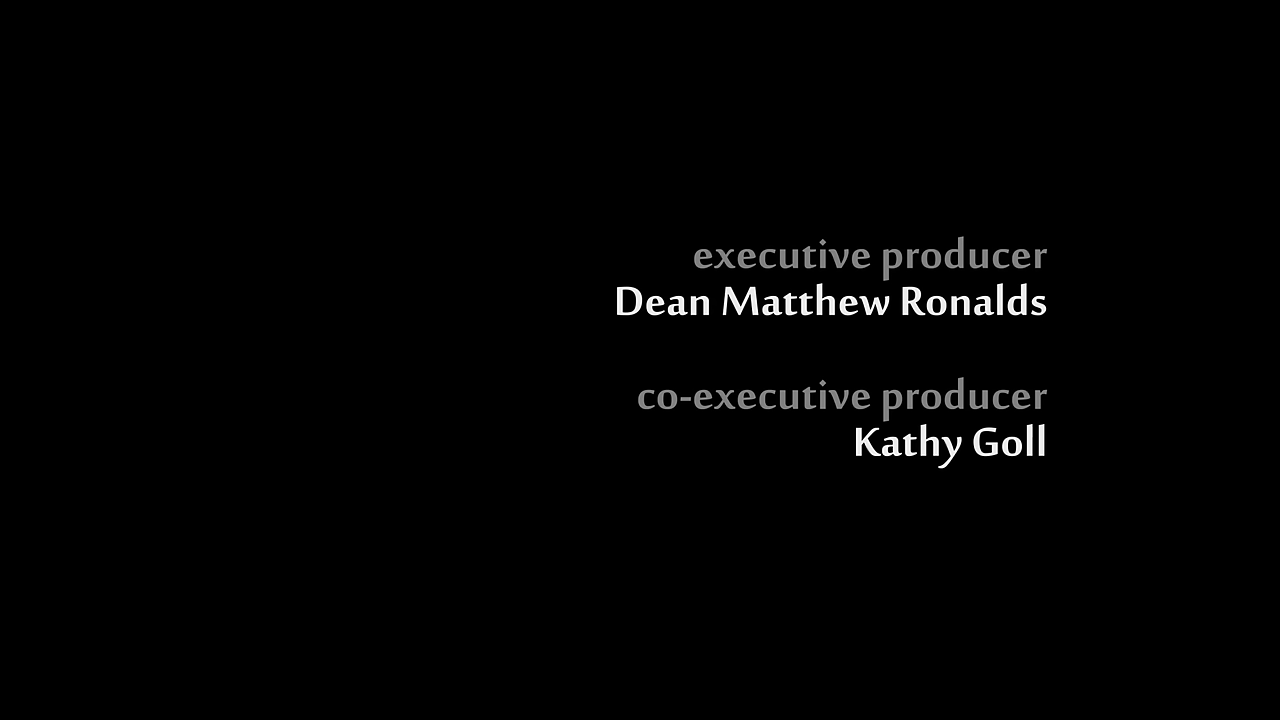 executive producer
Dean Matthew Ronalds
co-executive producer
Kathy Goll